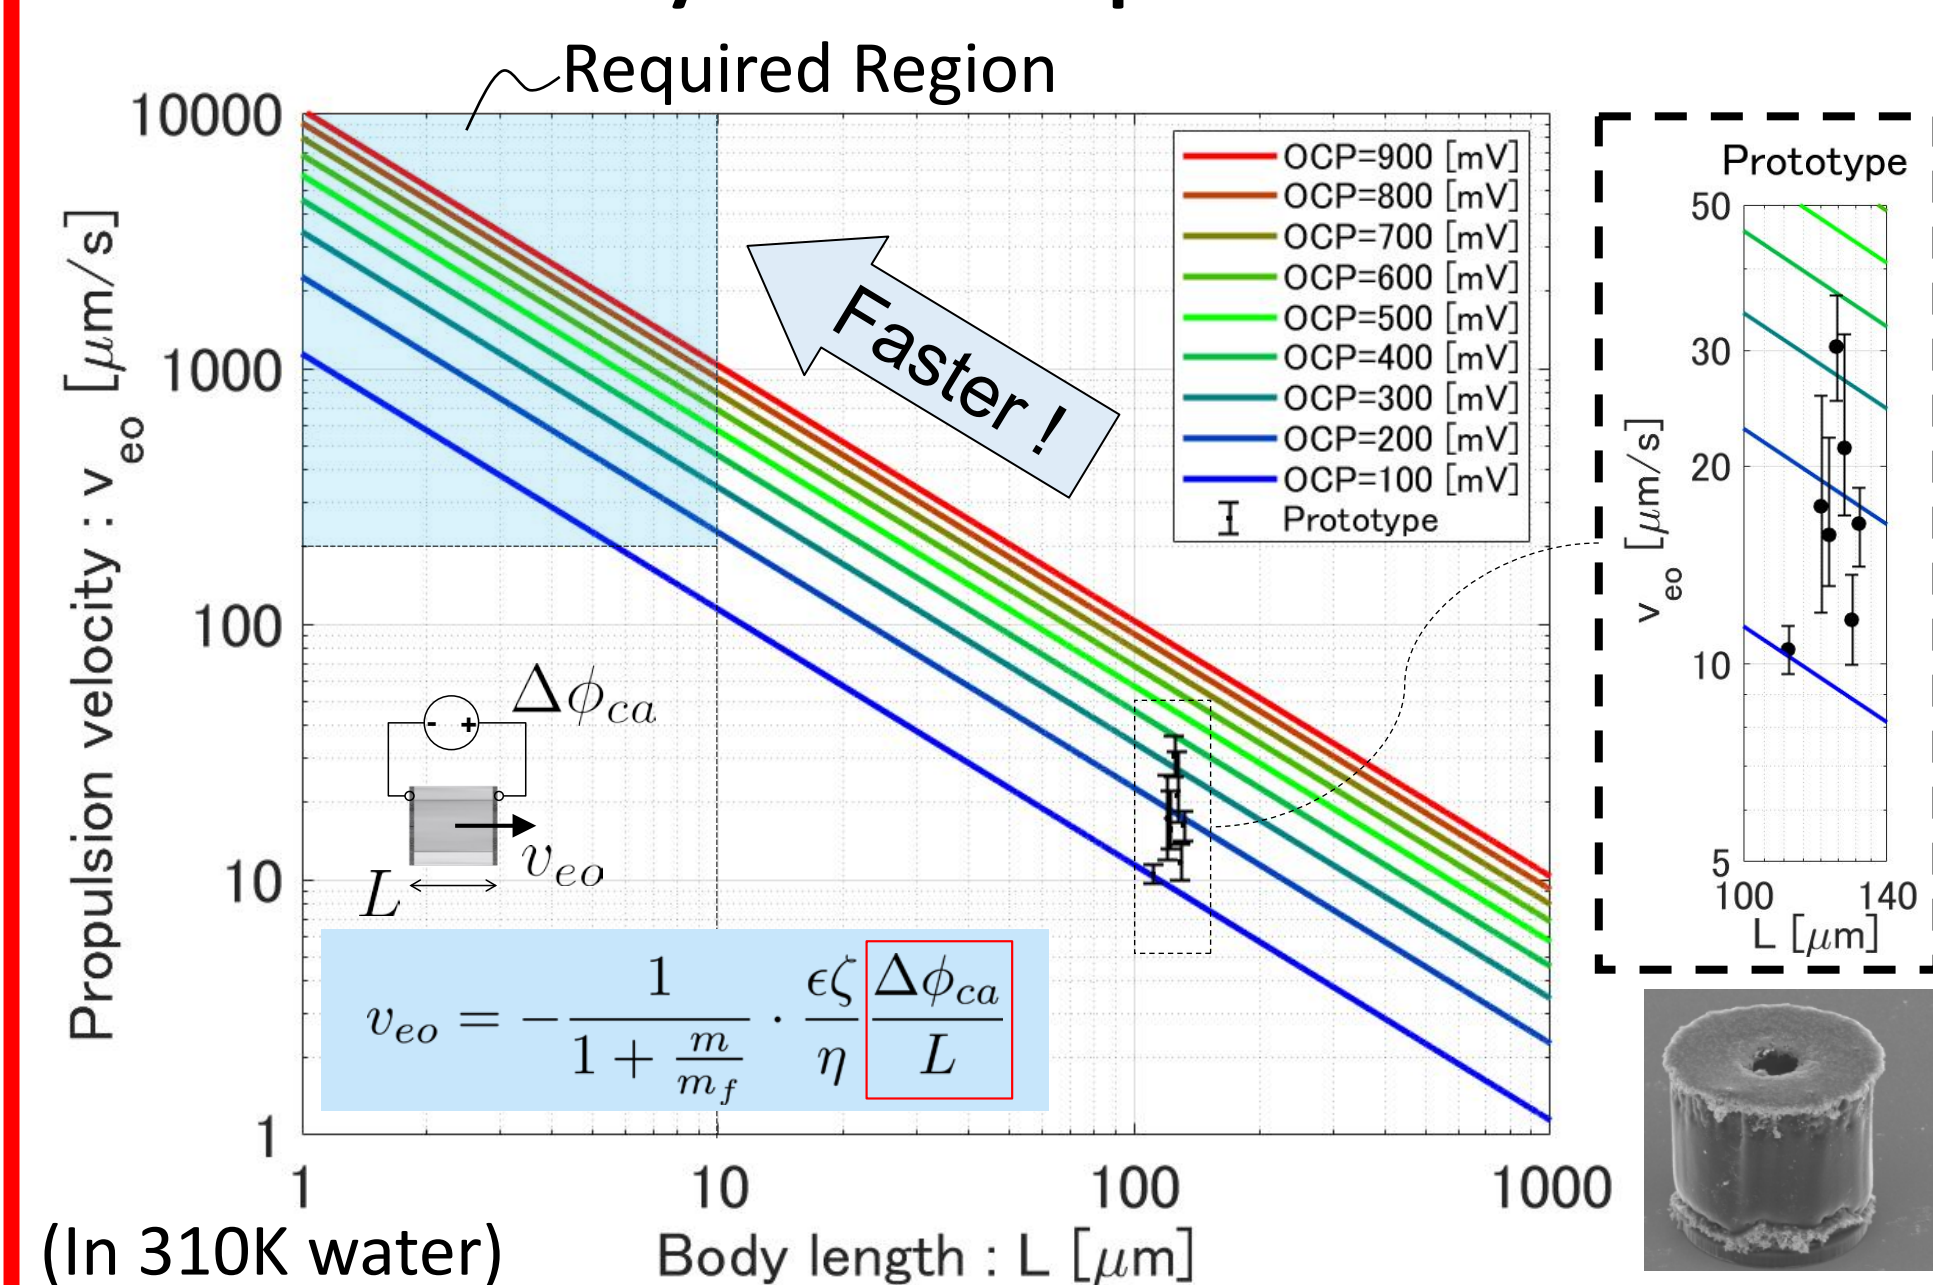 Required Region
10000
1000
100
10
1
Propulsion velocity : v_eo [μm/s]
OCP=900 [mV]
OCP=800 [mV]
OCP=700 [mV]
OCP=600 [mV]
OCP=500 [mV]
OCP=400 [mV]
OCP=300 [mV]
OCP=200 [mV]
OCP=100 [mV]
Prototype
Faster !
- +
Δϕ_ca
v_eo
L
v_eo = − 1/(1 + m/m_f) · ϵζ/η Δϕ_ca/L
1 10 100 1000
Body length : L [μm]
(In 310K water)
Prototype
50
30
20
10
5
v_eo [μm/s]
100 140
L [μm]